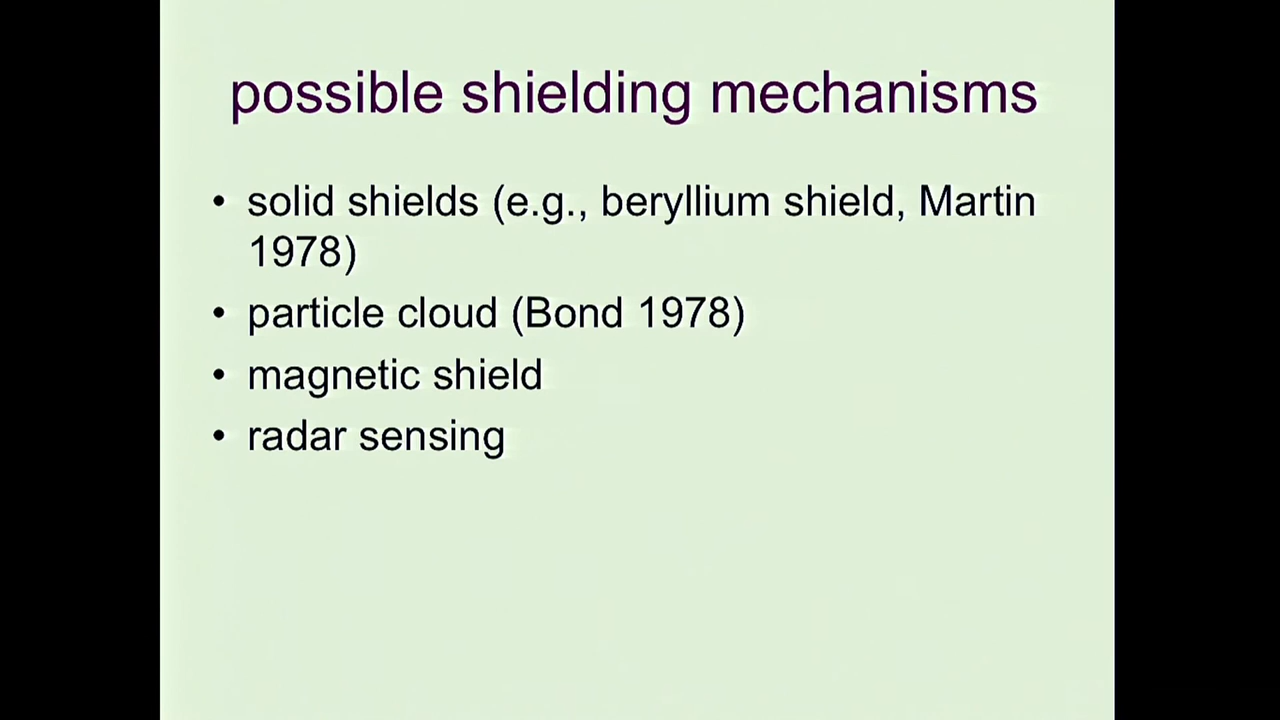 possible shielding mechanisms
• solid shields (e.g., beryllium shield, Martin
1978)
• particle cloud (Bond 1978)
• magnetic shield
• radar sensing